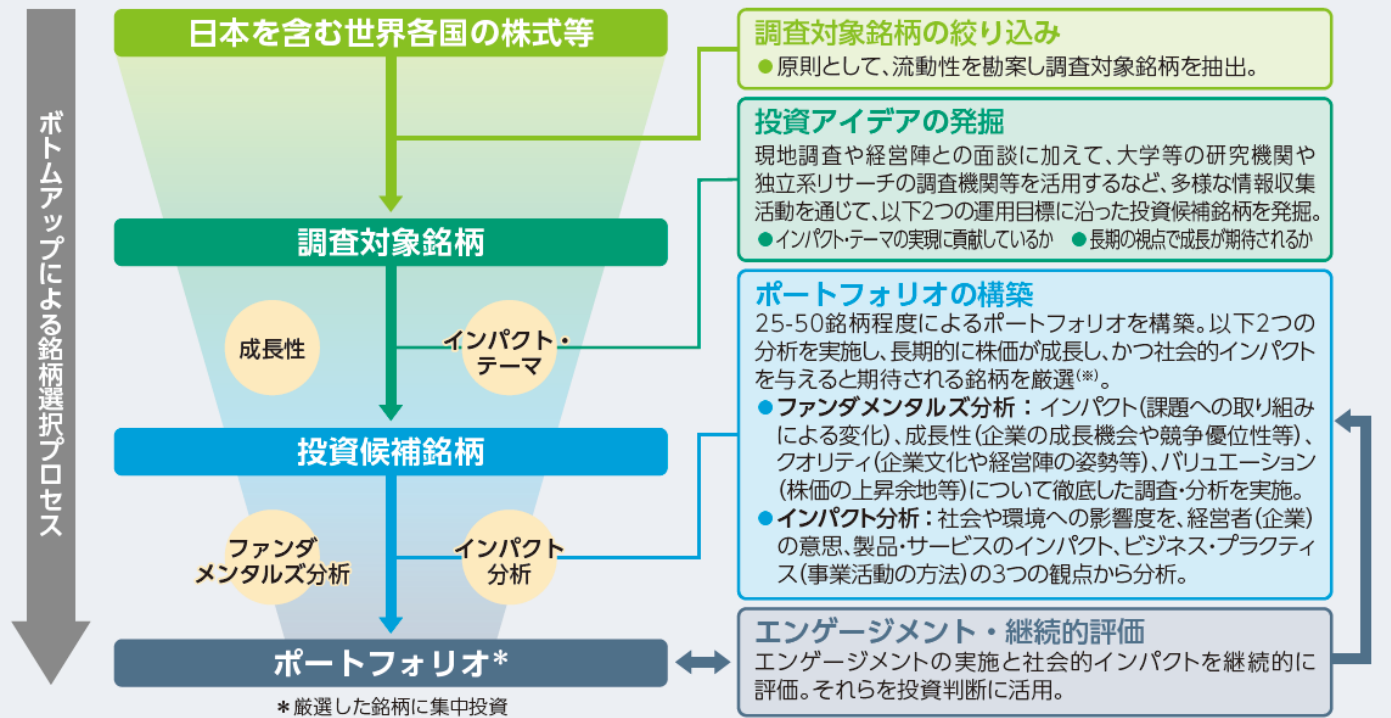 ボトムアップによる銘柄選択プロセス
日本を含む世界各国の株式等
調査対象銘柄の絞り込み
●原則として、流動性を勘案し調査対象銘柄を抽出。
投資アイデアの発掘
現地調査や経営陣との面談に加えて、大学等の研究機関や
独立系リサーチの調査機関等を活用するなど、多様な情報収集
活動を通じて、以下2つの運用目標に沿った投資候補銘柄を発掘。
●インパクト・テーマの実現に貢献しているか ●長期の視点で成長が期待されるか
調査対象銘柄
成長性
インパクト・
テーマ
ポートフォリオの構築
25-50銘柄程度によるポートフォリオを構築。以下2つの
分析を実施し、長期的に株価が成長し、かつ社会的インパクト
を与えると期待される銘柄を厳選(※)。
●ファンダメンタルズ分析：インパクト(課題への取り組み
による変化)、成長性(企業の成長機会や競争優位性等)、
クオリティ(企業文化や経営陣の姿勢等)、バリュエーション
(株価の上昇余地等)について徹底した調査・分析を実施。
●インパクト分析：社会や環境への影響度を、経営者(企業)
の意思、製品・サービスのインパクト、ビジネス・プラクティ
ス(事業活動の方法)の3つの観点から分析。
投資候補銘柄
ファンダ
メンタルズ分析
インパクト
分析
ポートフォリオ*
*厳選した銘柄に集中投資
エンゲージメント・継続的評価
エンゲージメントの実施と社会的インパクトを継続的に
評価。それらを投資判断に活用。